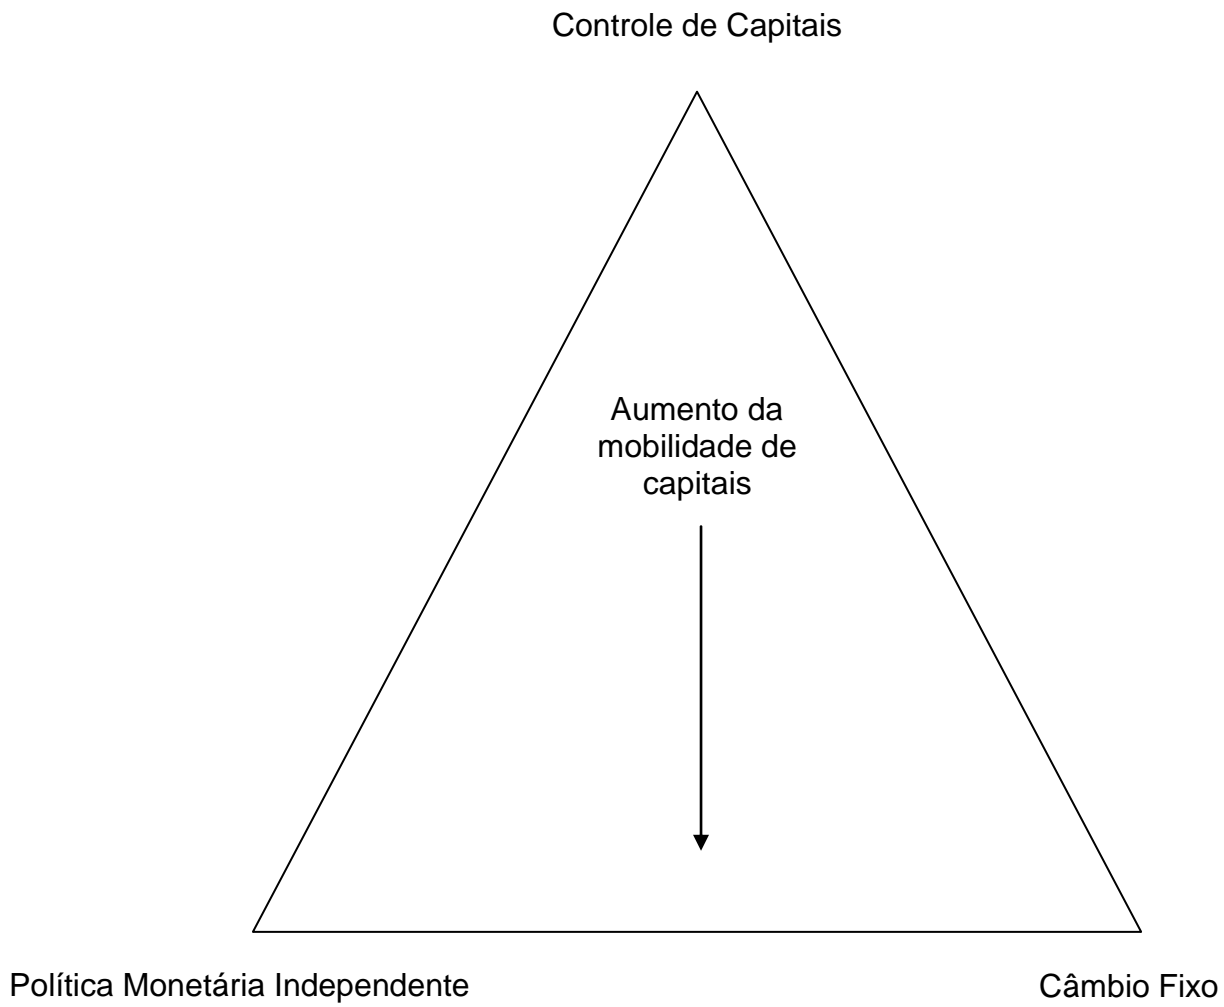 Controle de Capitais
Aumento da
mobilidade de
capitais
Política Monetária Independente
Câmbio Fixo